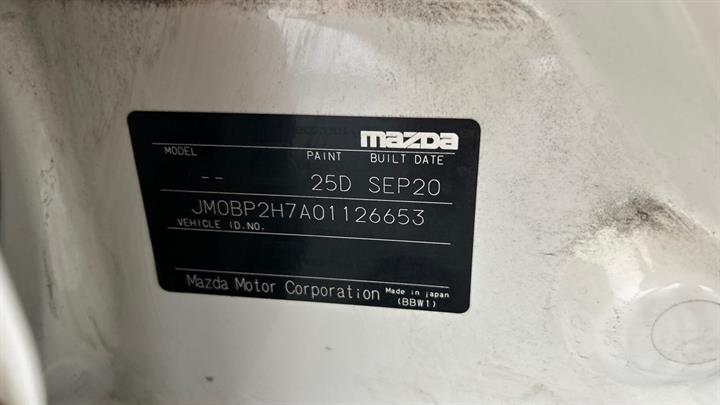 mazda
MODEL PAINT BUILT DATE
-- 25D SEP20
JM0BP2H7A01126653
VEHICLE ID.NO.
Mazda Motor Corporation Made in japan
(BBW1)